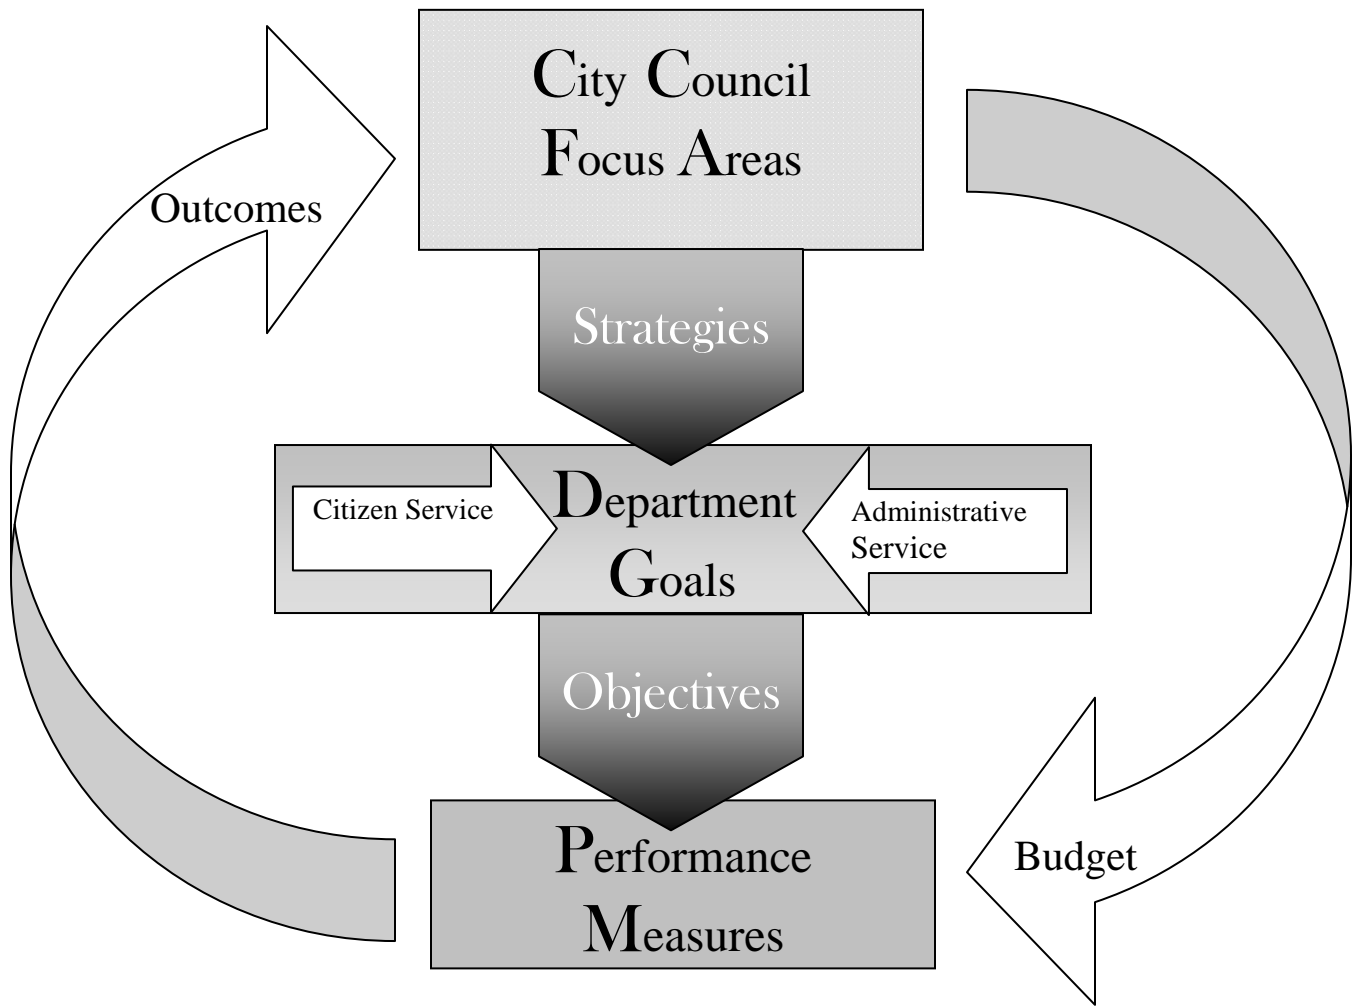 City Council
Focus Areas
Outcomes
Strategies
Citizen Service
Department
Goals
Administrative
Service
Objectives
Performance
Measures
Budget